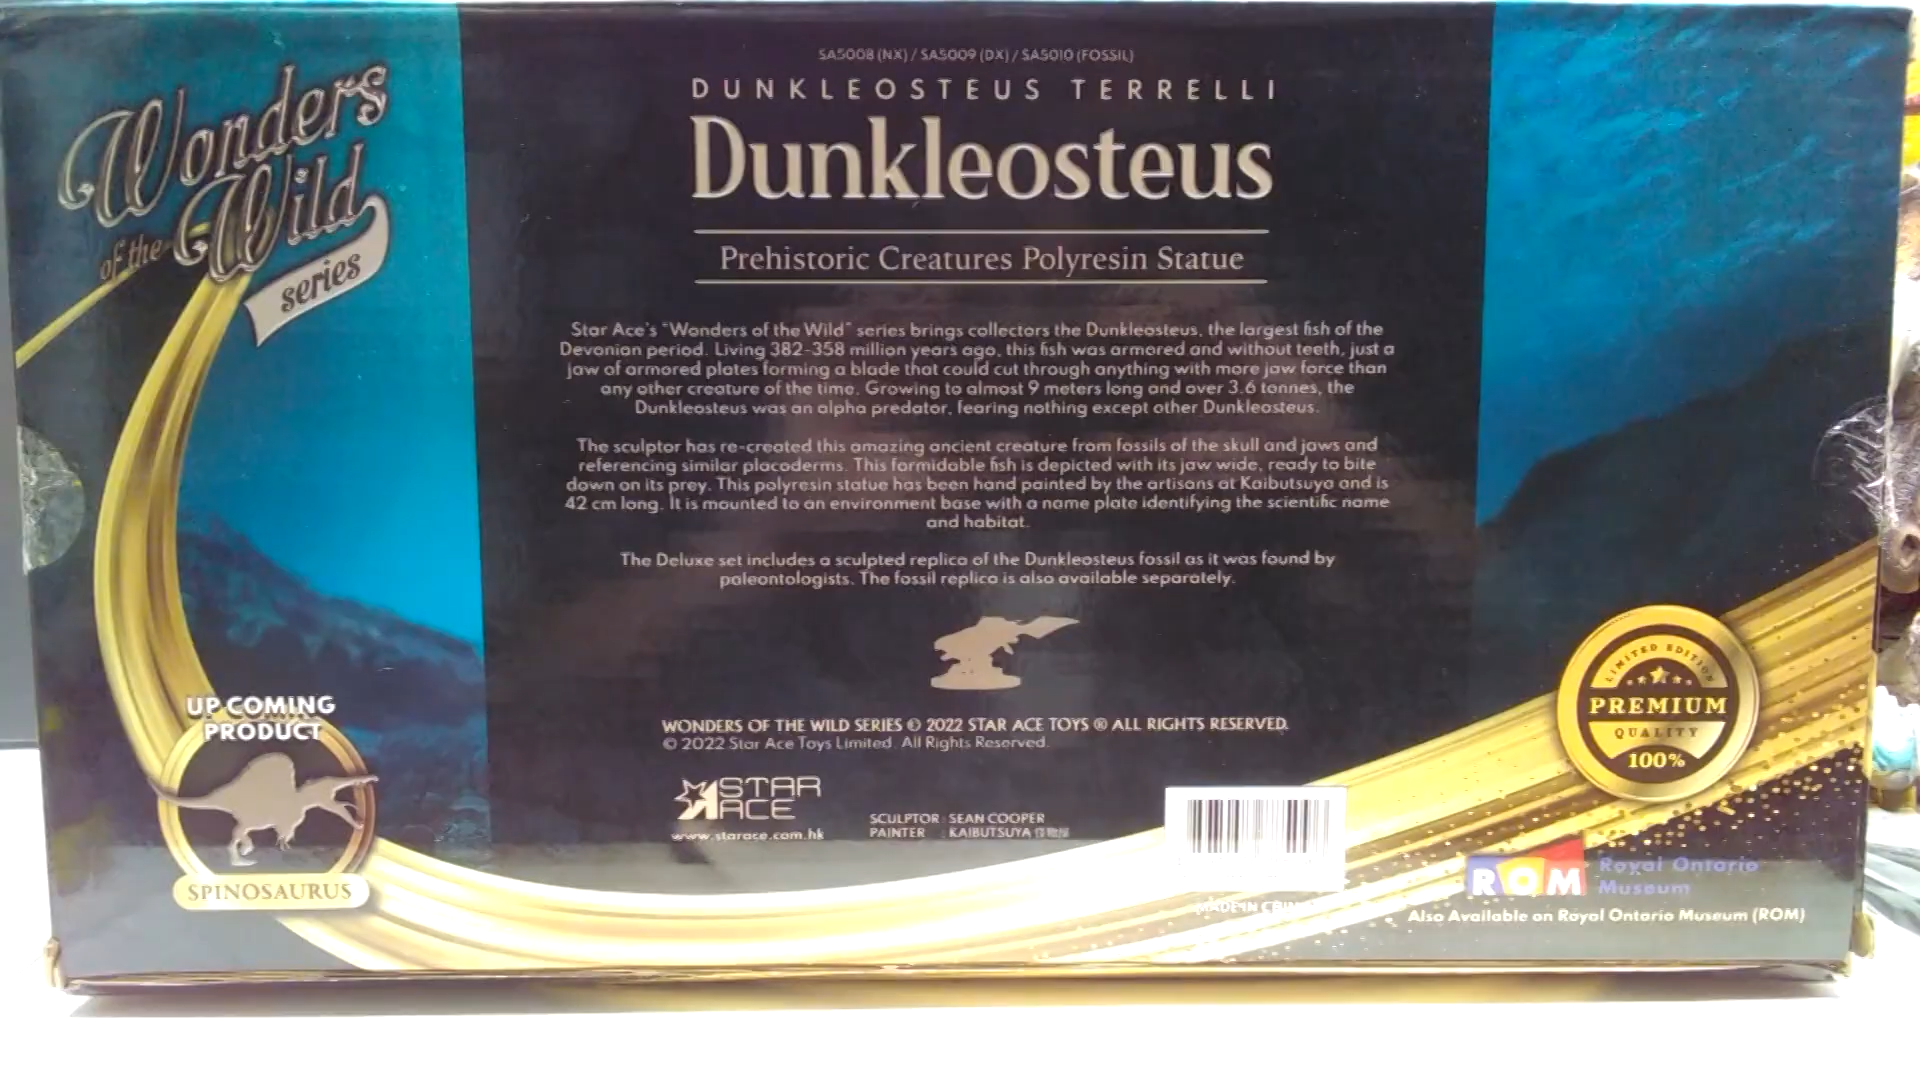 SA5008 (NX) / SA5009 (DX) / SA5010 (FOSSIL)
DUNKLEOSTEUS TERRELLI
Dunkleosteus
Prehistoric Creatures Polyresin Statue
Wonders
of the Wild
series
Star Ace's "Wonders of the Wild" series brings collectors the Dunkleosteus, the largest fish of the
Devonian period. Living 382-358 million years ago, this fish was armored and without teeth, just a
jaw of armored plates forming a blade that could cut through anything with more jaw force than
any other creature of the time. Growing to almost 9 meters long and over 3.6 tonnes, the
Dunkleosteus was an alpha predator, fearing nothing except other Dunkleosteus.
The sculptor has re-created this amazing ancient creature from fossils of the skull and jaws and
referencing similar placoderms. This formidable fish is depicted with its jaw wide, ready to bite
down on its prey. This polyresin statue has been hand painted by the artisans at Kaibutsuya and is
42 cm long. It is mounted to an environment base with a name plate identifying the scientific name
and habitat.
The Deluxe set includes a sculpted replica of the Dunkleosteus fossil as it was found by
paleontologists. The fossil replica is also available separately.
UP COMING
PRODUCT
SPINOSAURUS
WONDERS OF THE WILD SERIES © 2022 STAR ACE TOYS ® ALL RIGHTS RESERVED.
© 2022 Star Ace Toys Limited. All Rights Reserved.
STAR
ACE
www.starace.com.hk
SCULPTOR : SEAN COOPER
PAINTER : KAIBUTSUYA
MADE IN CHINA
LIMITED EDITION
PREMIUM
QUALITY
100%
ROM
Royal Ontario
Museum
Also Available on Royal Ontario Museum (ROM)